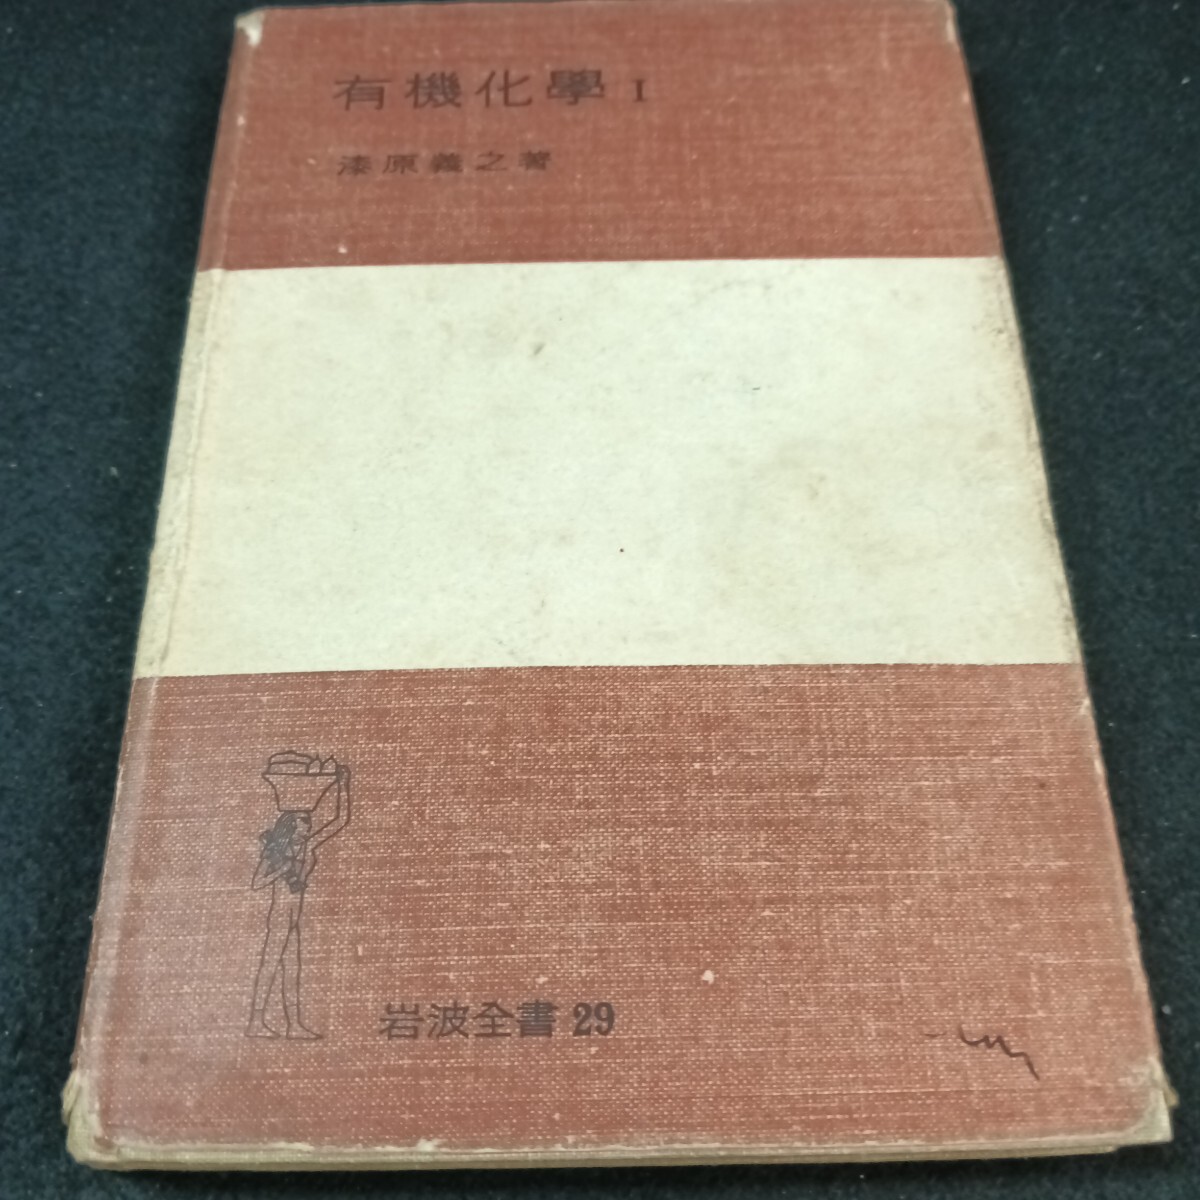 有機化學 I
漆原義之著
岩波全書 29